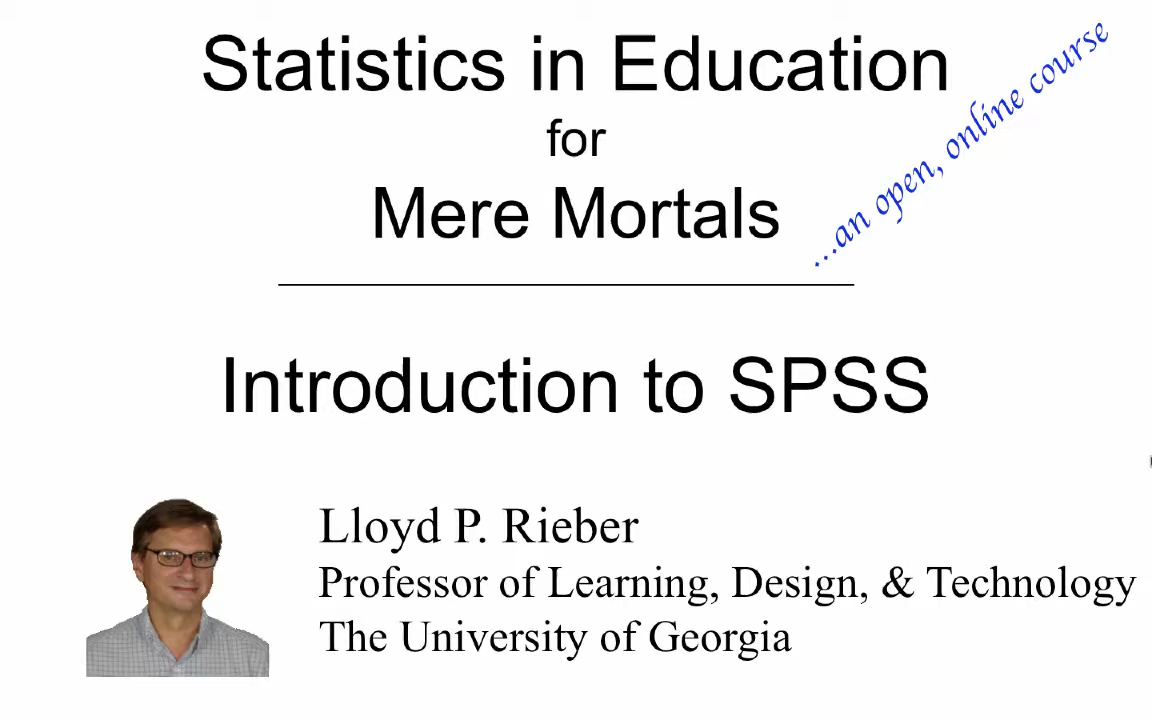 Statistics in Education
for
Mere Mortals
...an open, online course
Introduction to SPSS
Lloyd P. Rieber
Professor of Learning, Design, & Technology
The University of Georgia